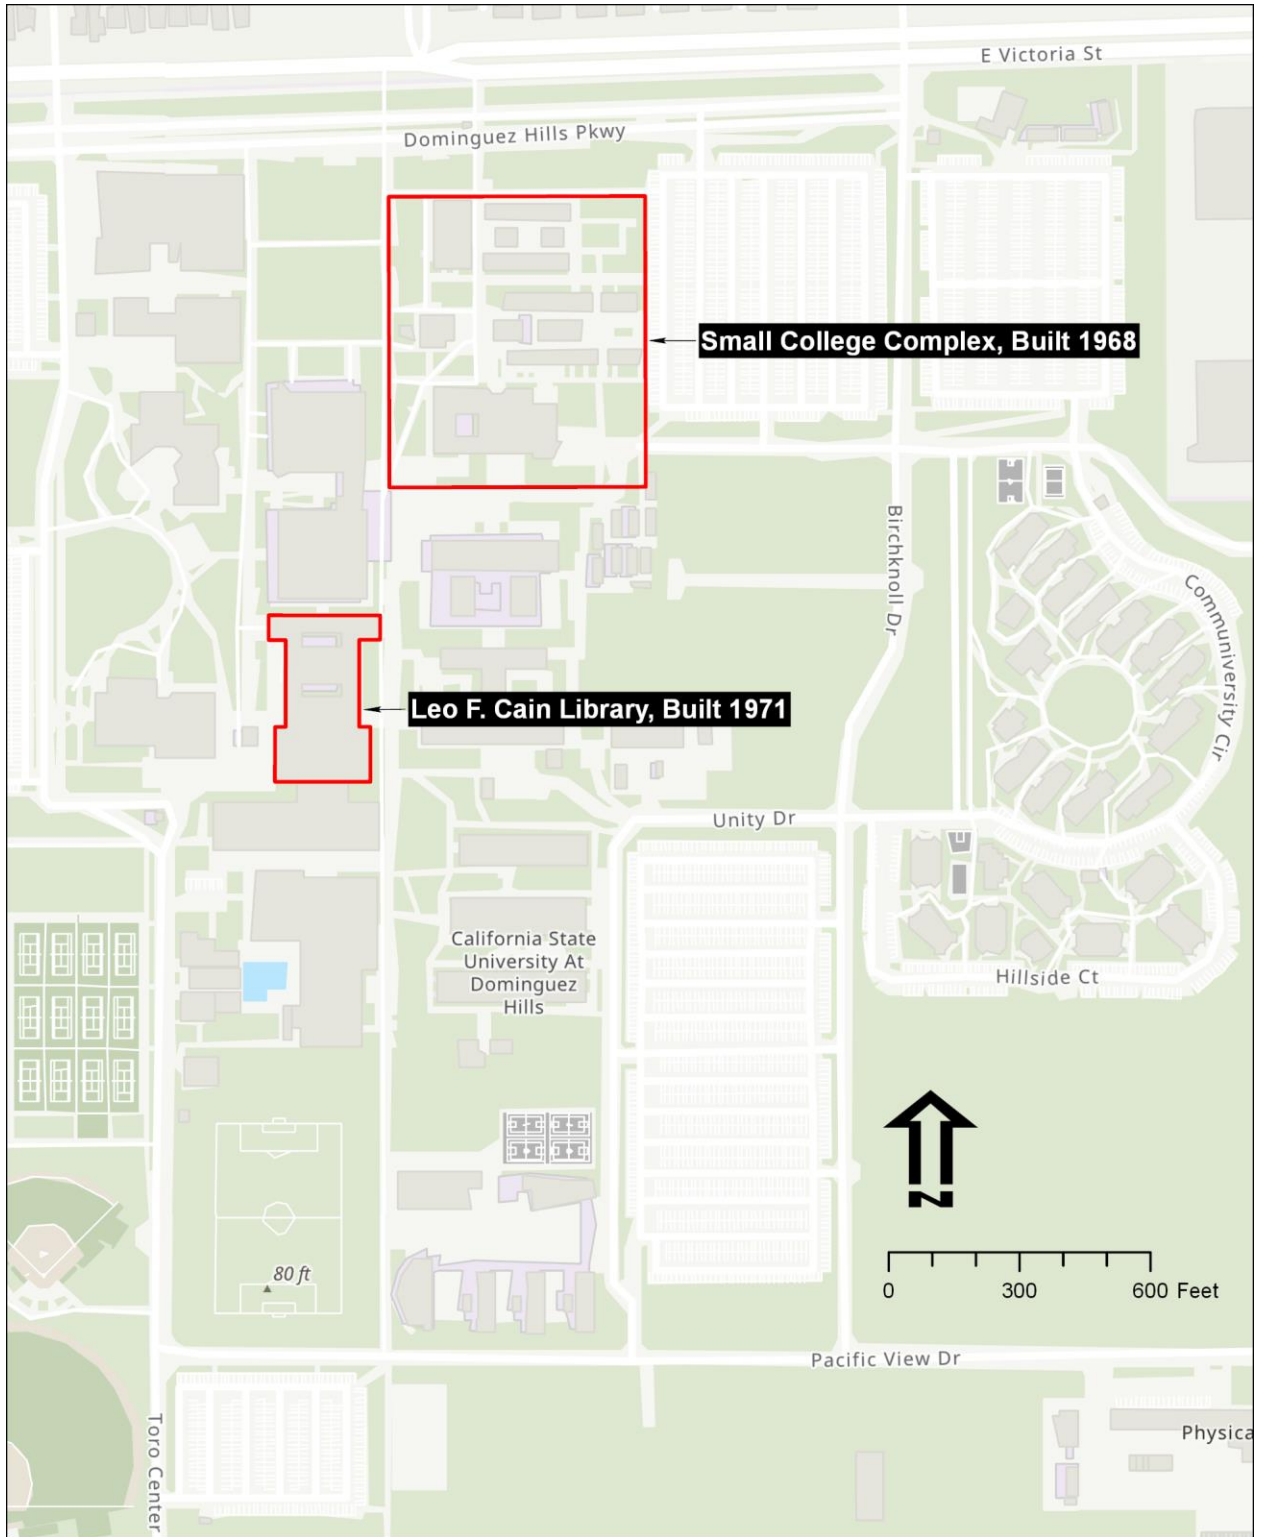 E Victoria St
Dominguez Hills Pkwy
Small College Complex, Built 1968
Birchknoll Dr
Communiversity Cir
Leo F. Cain Library, Built 1971
Unity Dr
California State
University At
Dominguez
Hills
Hillside Ct
N
80 ft
0 300 600 Feet
Pacific View Dr
Toro Center
Physica